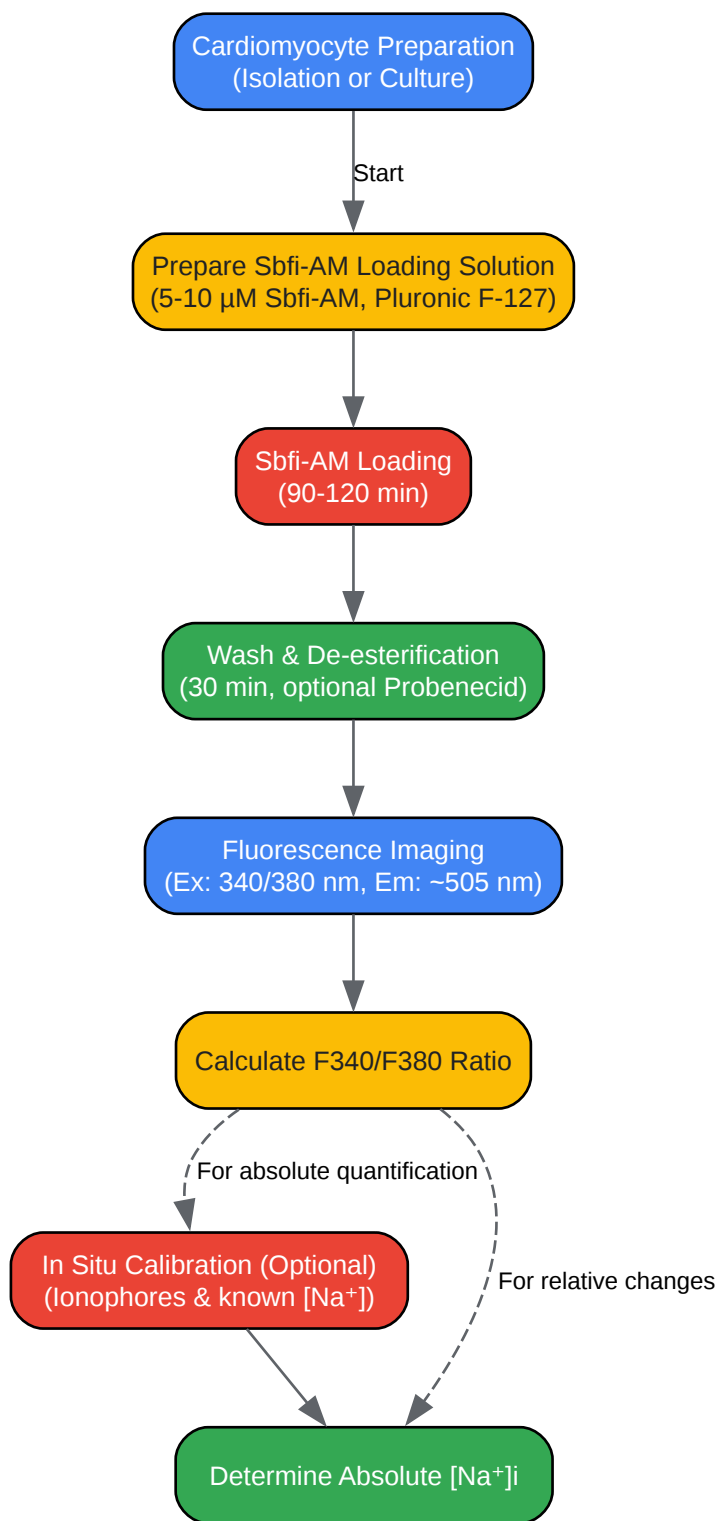 Cardiomyocyte Preparation
(Isolation or Culture)
Start
Prepare Sbfi-AM Loading Solution
(5-10 µM Sbfi-AM, Pluronic F-127)
Sbfi-AM Loading
(90-120 min)
Wash & De-esterification
(30 min, optional Probenecid)
Fluorescence Imaging
(Ex: 340/380 nm, Em: ~505 nm)
Calculate F340/F380 Ratio
For absolute quantification
In Situ Calibration (Optional)
(Ionophores & known [Na⁺])
For relative changes
Determine Absolute [Na⁺]i